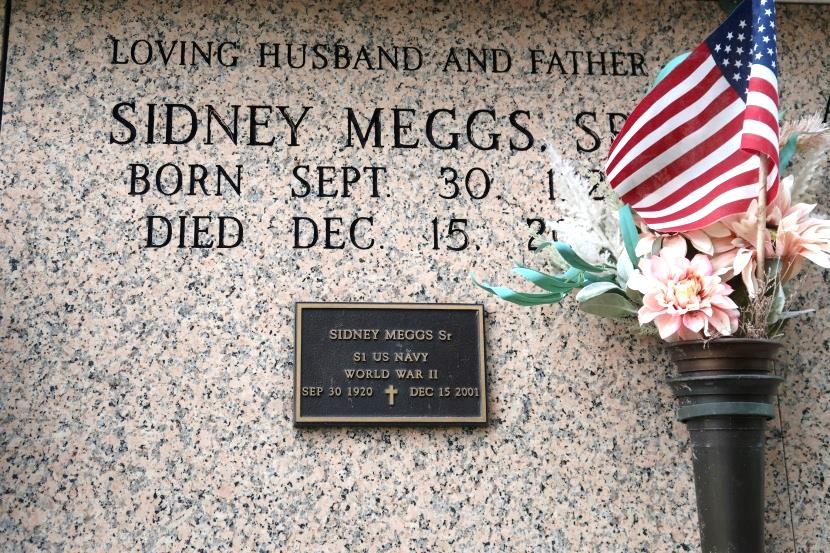 LOVING HUSBAND AND FATHER
SIDNEY MEGGS, SR
BORN SEPT. 30,
DIED DEC. 15,
SIDNEY MEGGS Sr
S1 US NAVY
WORLD WAR II
SEP 30 1920 DEC 15 2001